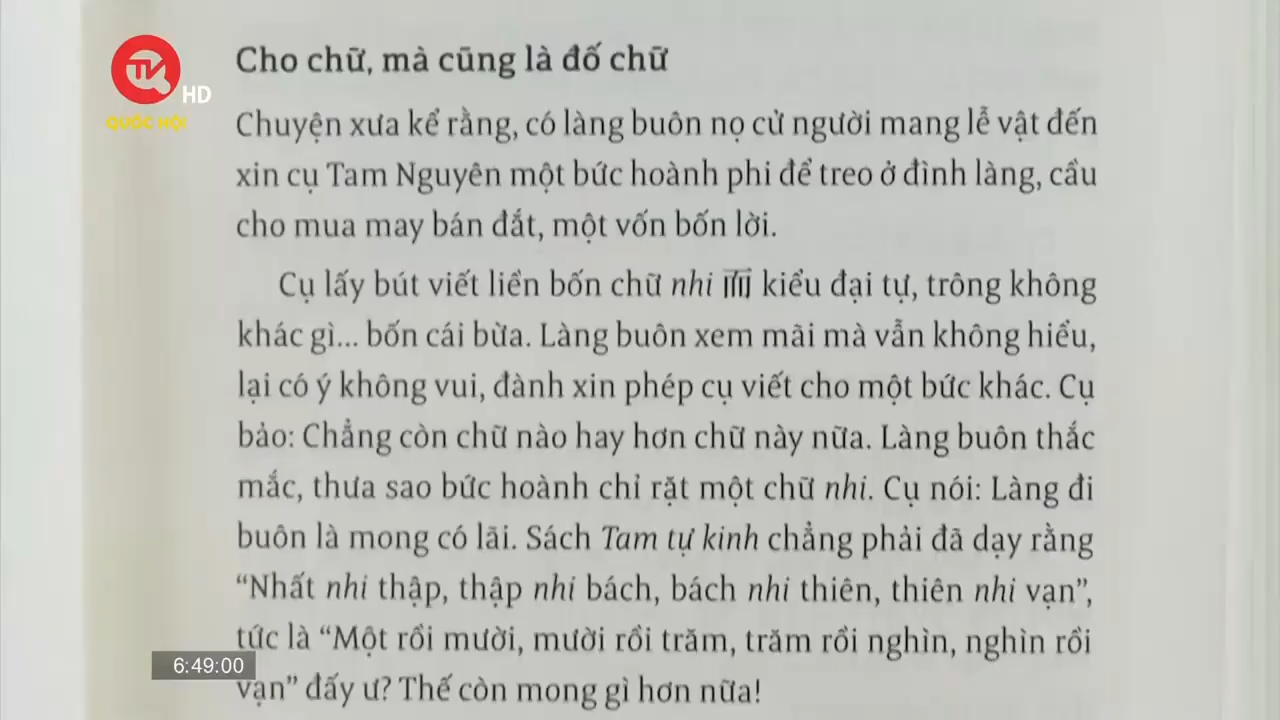 Cho chữ, mà cũng là đố chữ
TV
HD
QUỐC HỘI
Chuyện xưa kể rằng, có làng buôn nọ cử người mang lễ vật đến
xin cụ Tam Nguyên một bức hoành phi để treo ở đình làng, cầu
cho mua may bán đắt, một vốn bốn lời.
Cụ lấy bút viết liền bốn chữ nhi 而 kiểu đại tự, trông không
khác gì... bốn cái bừa. Làng buôn xem mãi mà vẫn không hiểu,
lại có ý không vui, đành xin phép cụ viết cho một bức khác. Cụ
bảo: Chẳng còn chữ nào hay hơn chữ này nữa. Làng buôn thắc
mắc, thưa sao bức hoành chỉ rặt một chữ nhi. Cụ nói: Làng đi
buôn là mong có lãi. Sách Tam tự kinh chẳng phải đã dạy rằng
“Nhất nhi thập, thập nhi bách, bách nhi thiên, thiên nhi vạn”,
tức là “Một rồi mười, mười rồi trăm, trăm rồi nghìn, nghìn rồi
6:49:00
vạn” đấy ư? Thế còn mong gì hơn nữa!